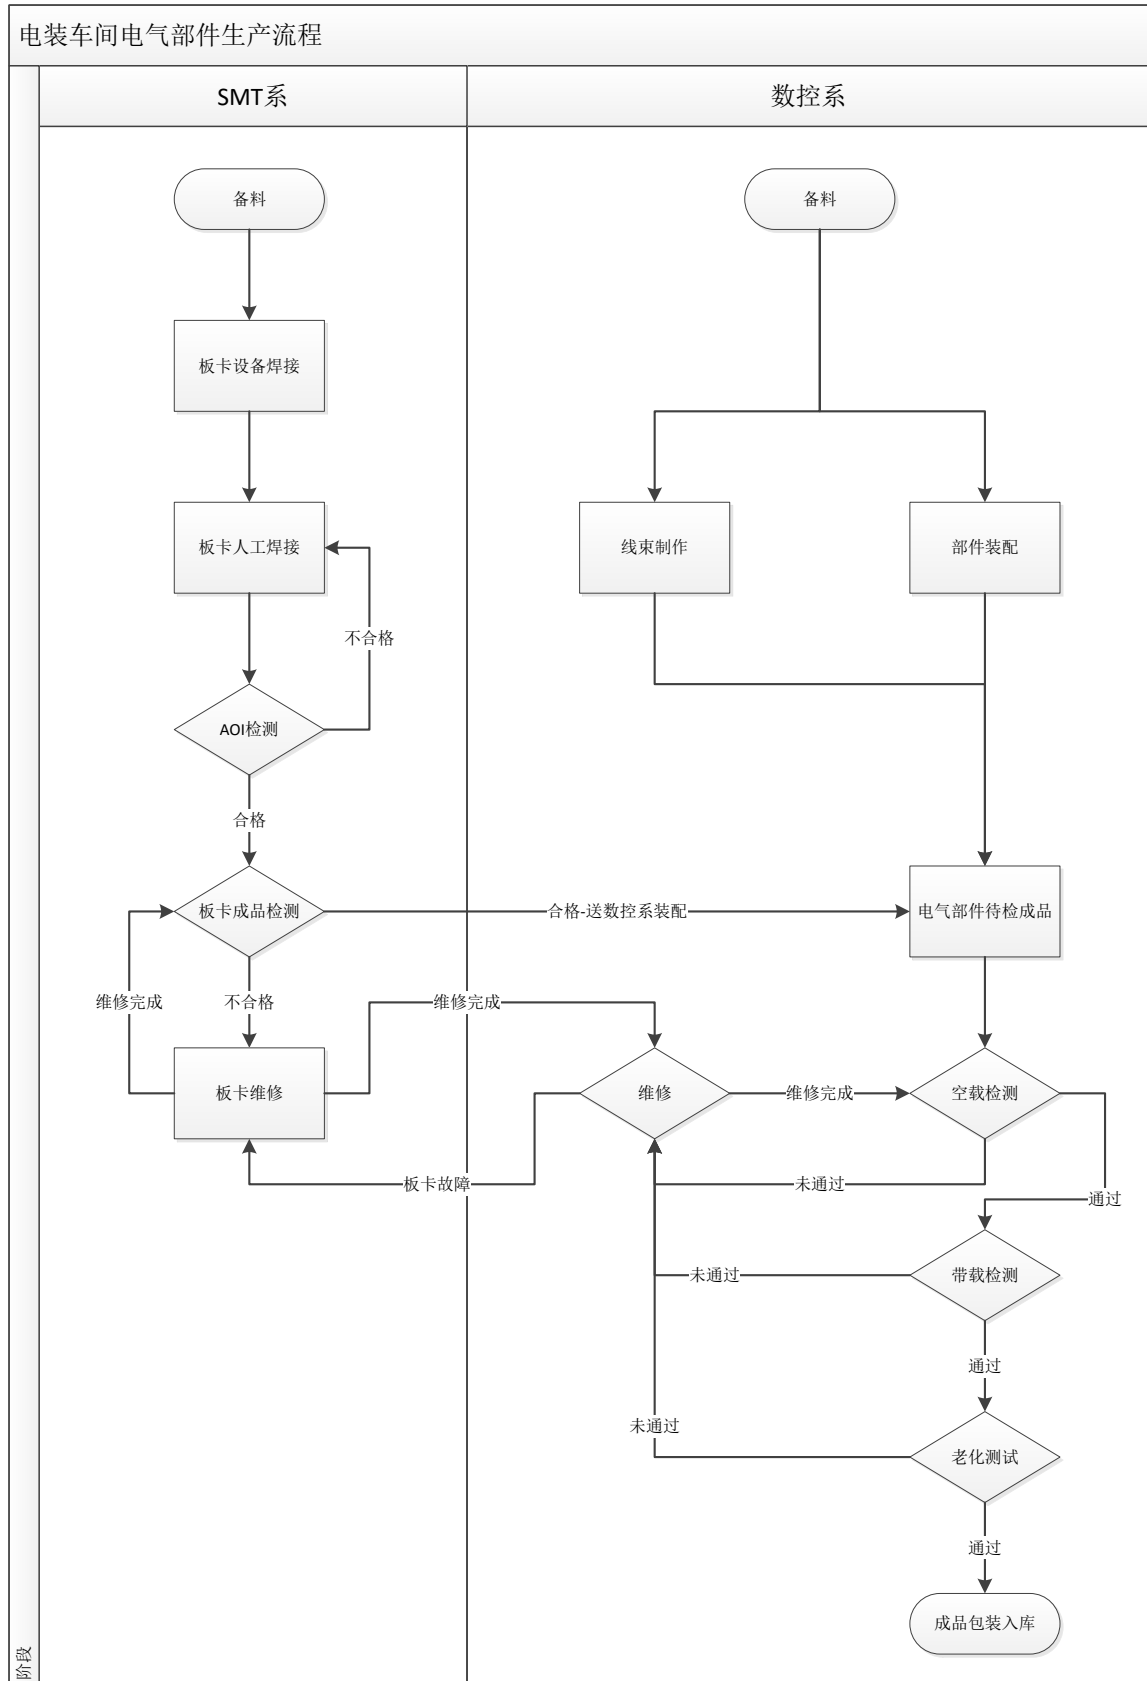 电装车间电气部件生产流程
SMT系
数控系
备料
备料
板卡设备焊接
板卡人工焊接
线束制作
部件装配
不合格
AOI检测
合格
板卡成品检测
合格-送数控系装配
电气部件待检成品
维修完成
不合格
维修完成
板卡维修
维修
维修完成
空载检测
板卡故障
未通过
通过
未通过
带载检测
通过
未通过
老化测试
通过
成品包装入库
阶段